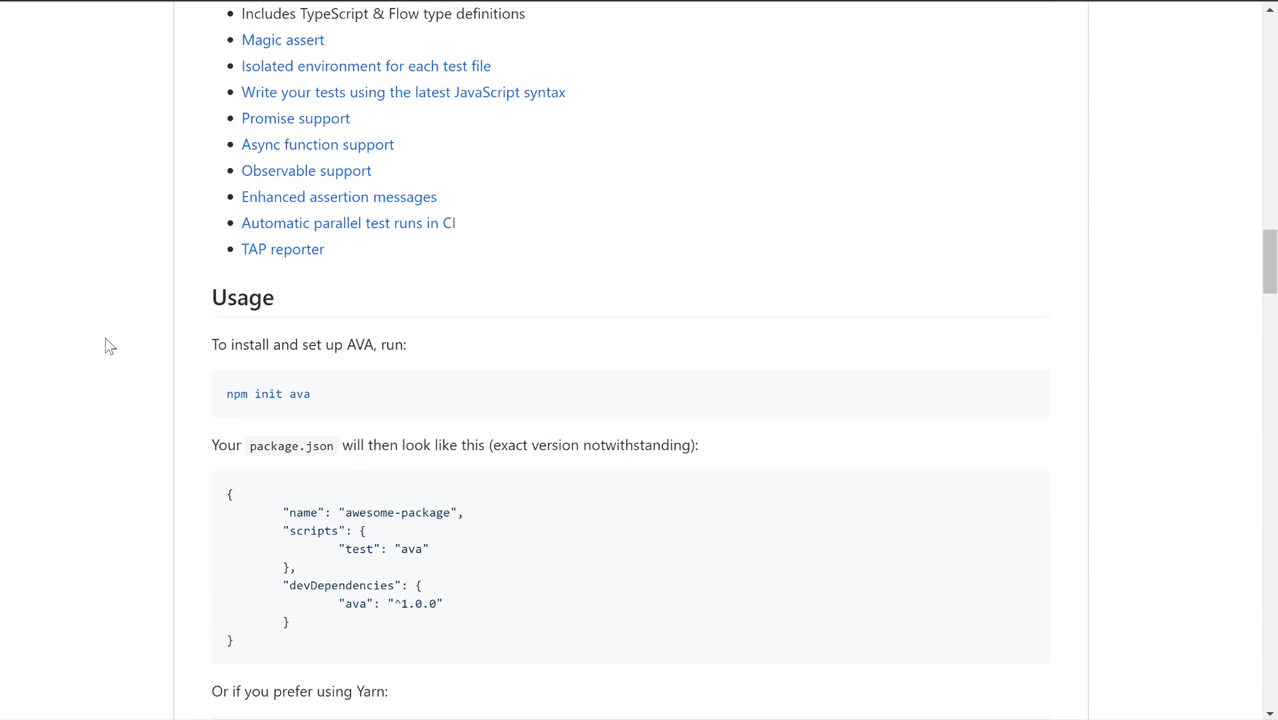 Includes TypeScript & Flow type definitions
Magic assert
Isolated environment for each test file
Write your tests using the latest JavaScript syntax
Promise support
Async function support
Observable support
Enhanced assertion messages
Automatic parallel test runs in CI
TAP reporter
Usage
To install and set up AVA, run:
npm init ava
Your package.json will then look like this (exact version notwithstanding):
{
"name": "awesome-package",
"scripts": {
"test": "ava"
},
"devDependencies": {
"ava": "^1.0.0"
}
}
Or if you prefer using Yarn: